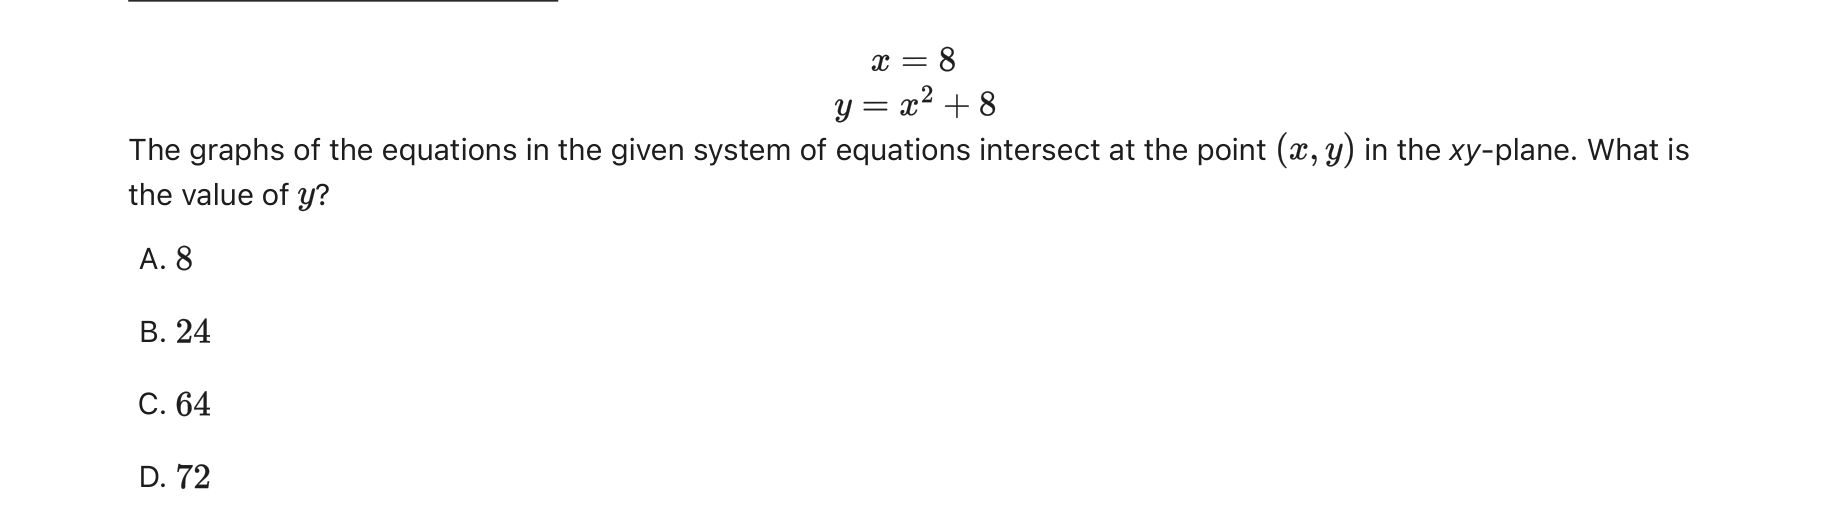 x = 8
y = x² + 8
The graphs of the equations in the given system of equations intersect at the point (x, y) in the xy-plane. What is
the value of y?
A. 8
B. 24
C. 64
D. 72